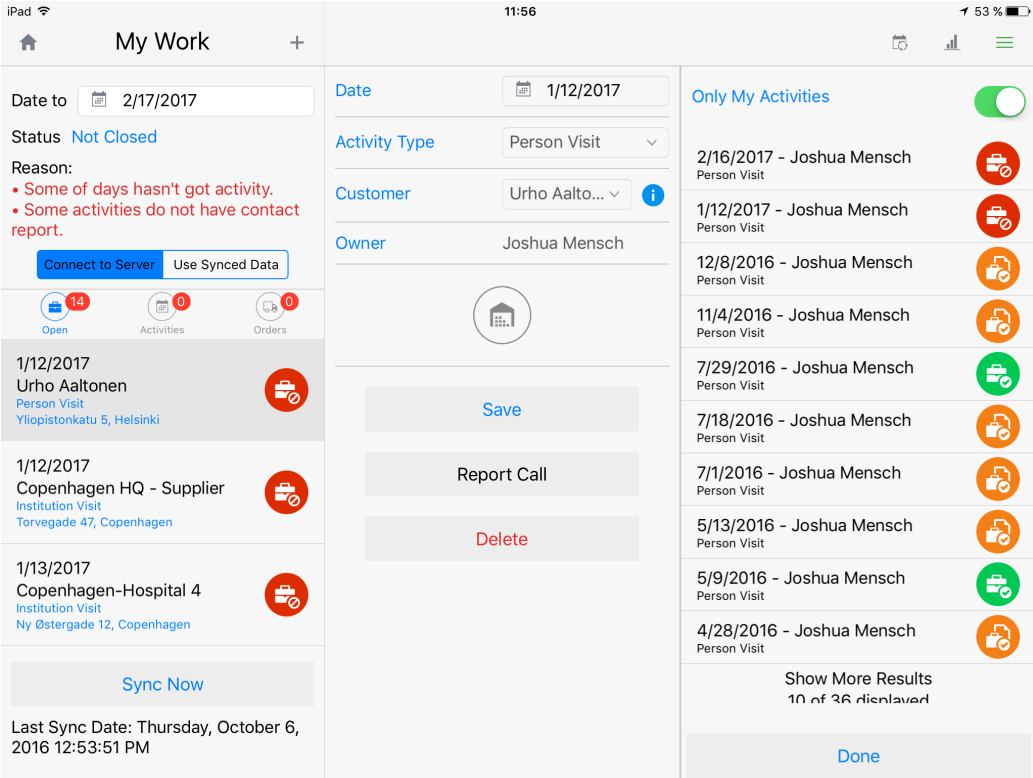 iPad
11:56
53 %
My Work
Date to
2/17/2017
Status Not Closed
Reason:
• Some of days hasn't got activity.
• Some activities do not have contact
report.
Connect to Server
Use Synced Data
14
0
0
Open
Activities
Orders
1/12/2017
Urho Aaltonen
Person Visit
Yliopistonkatu 5, Helsinki
1/12/2017
Copenhagen HQ - Supplier
Institution Visit
Torvegade 47, Copenhagen
1/13/2017
Copenhagen-Hospital 4
Institution Visit
Ny Østergade 12, Copenhagen
Sync Now
Last Sync Date: Thursday, October 6,
2016 12:53:51 PM
Date
1/12/2017
Activity Type
Person Visit
Customer
Urho Aalto...
Owner
Joshua Mensch
Save
Report Call
Delete
Only My Activities
2/16/2017 - Joshua Mensch
Person Visit
1/12/2017 - Joshua Mensch
Person Visit
12/8/2016 - Joshua Mensch
Person Visit
11/4/2016 - Joshua Mensch
Person Visit
7/29/2016 - Joshua Mensch
Person Visit
7/18/2016 - Joshua Mensch
Person Visit
7/1/2016 - Joshua Mensch
Person Visit
5/13/2016 - Joshua Mensch
Person Visit
5/9/2016 - Joshua Mensch
Person Visit
4/28/2016 - Joshua Mensch
Person Visit
Show More Results
10 of 36 displayed
Done